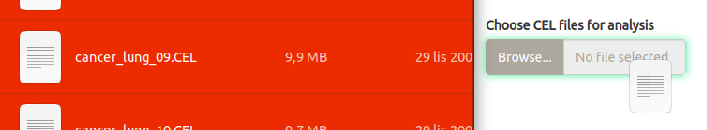 Choose CEL files for analysis
cancer_lung_09.CEL 9,9 MB 29 lis 200
Browse... No file selected.